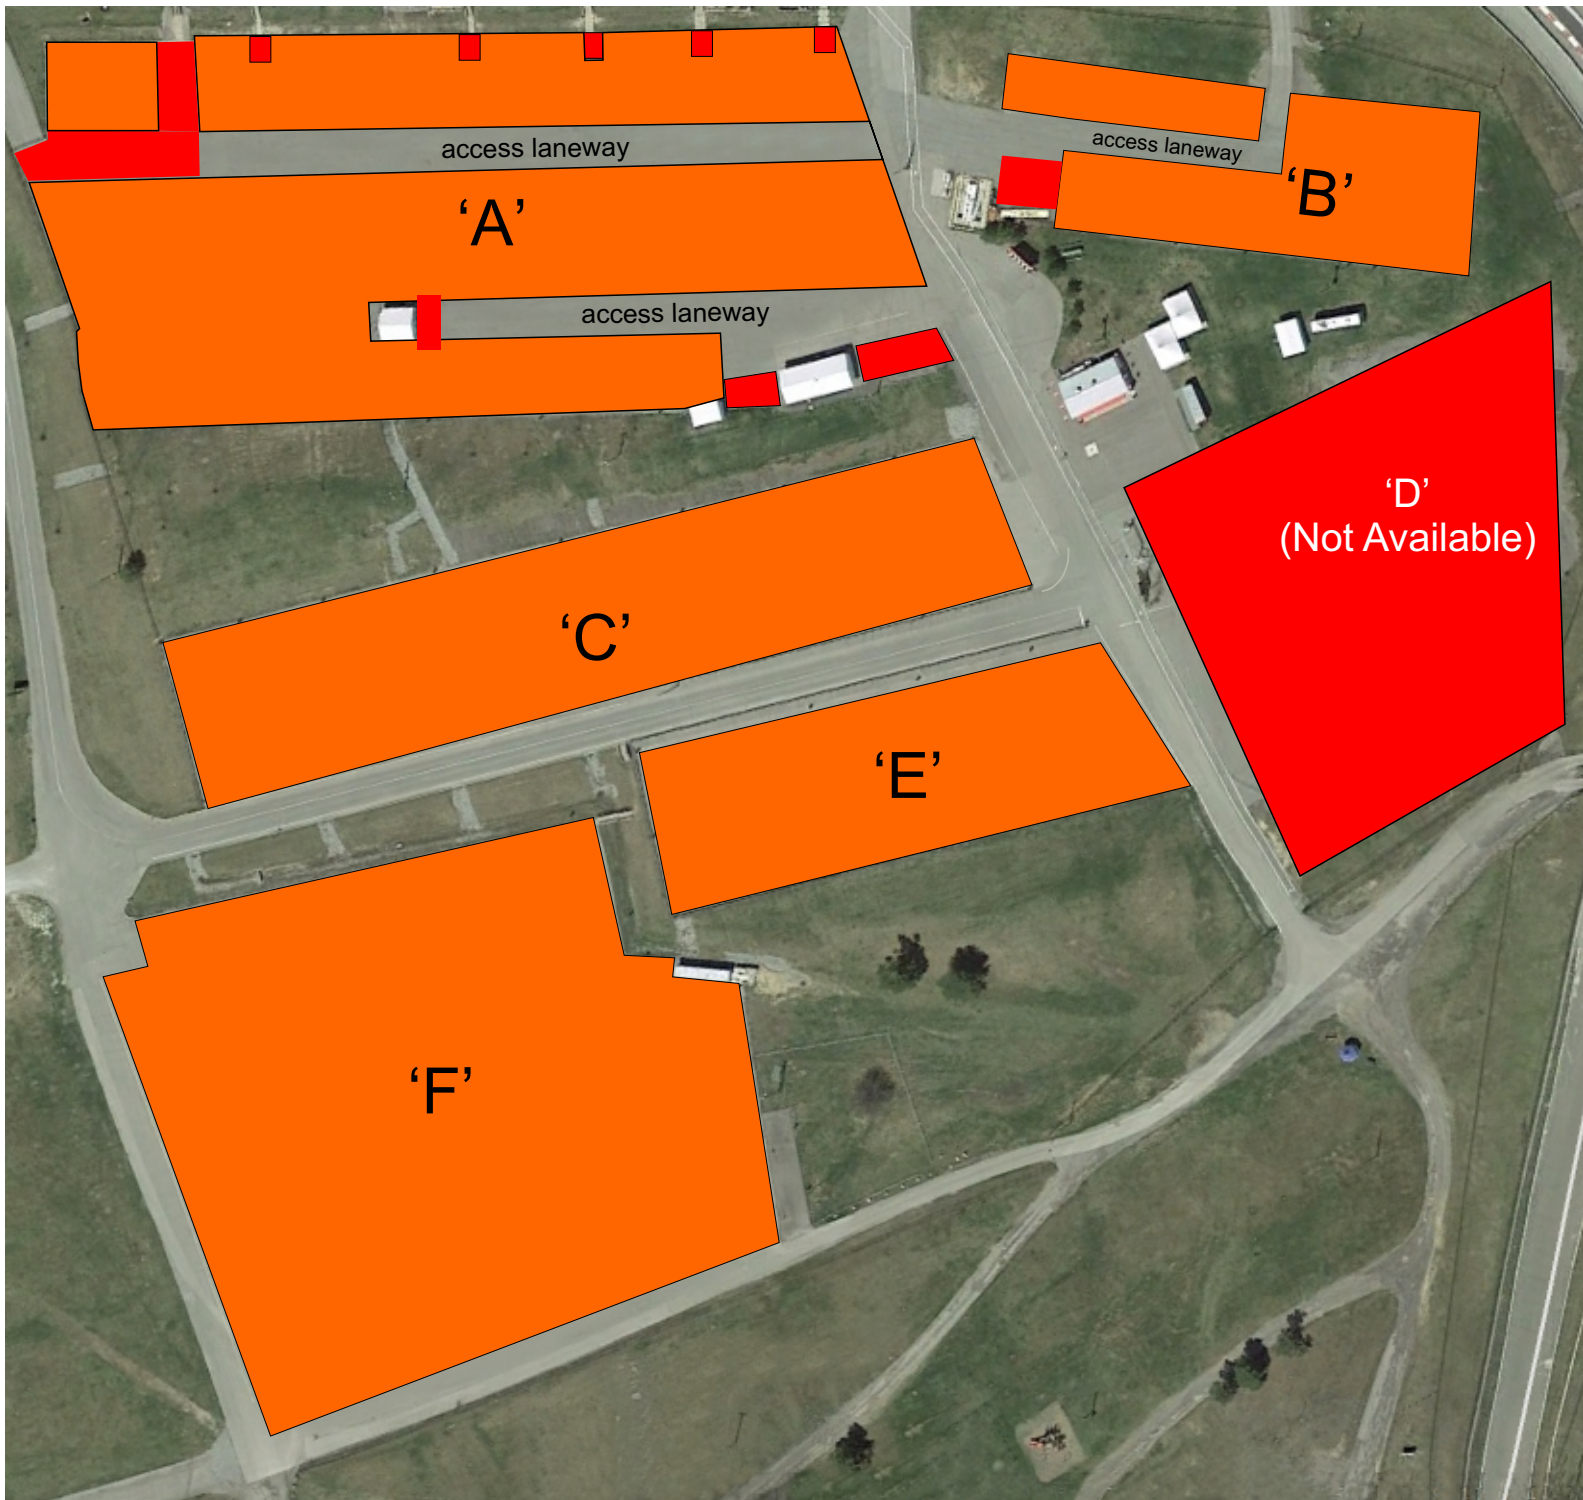 access laneway
‘A’
access laneway
access laneway
‘B’
‘D’
(Not Available)
‘C’
‘E’
‘F’